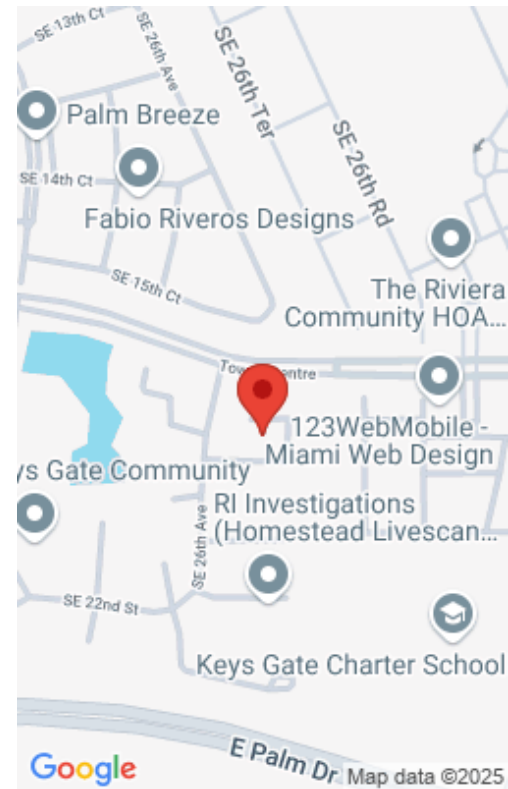 SE 13th Ct
SE 26th Ave
SE 26th Ter
SE 26th Rd
Palm Breeze
SE 14th Ct
Fabio Riveros Designs
SE 15th Ct
The Riviera
Community HOA...
Centre
123WebMobile -
Miami Web Design
ys Gate Community
RI Investigations
(Homestead Livescan...
SE 26th Ave
SE 22nd St
Keys Gate Charter School
E Palm Dr
Google
Map data ©2025